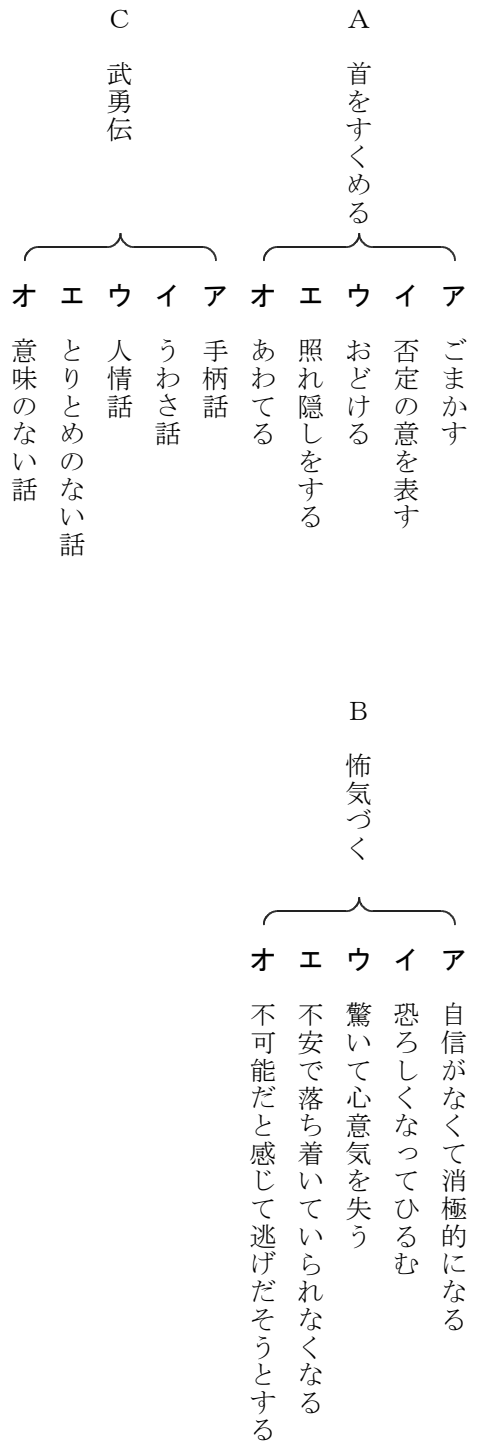 A 首をすくめる
ア ごまかす
イ 否定の意を表す
ウ おどける
エ 照れ隠しをする
オ あわてる
B 怖気づく
ア 自信がなくて消極的になる
イ 恐ろしくなってひるむ
ウ 驚いて心意気を失う
エ 不安で落ち着いていられなくなる
オ 不可能だと感じて逃げだそうとする
C 武勇伝
ア 手柄話
イ うわさ話
ウ 人情話
エ とりとめのない話
オ 意味のない話